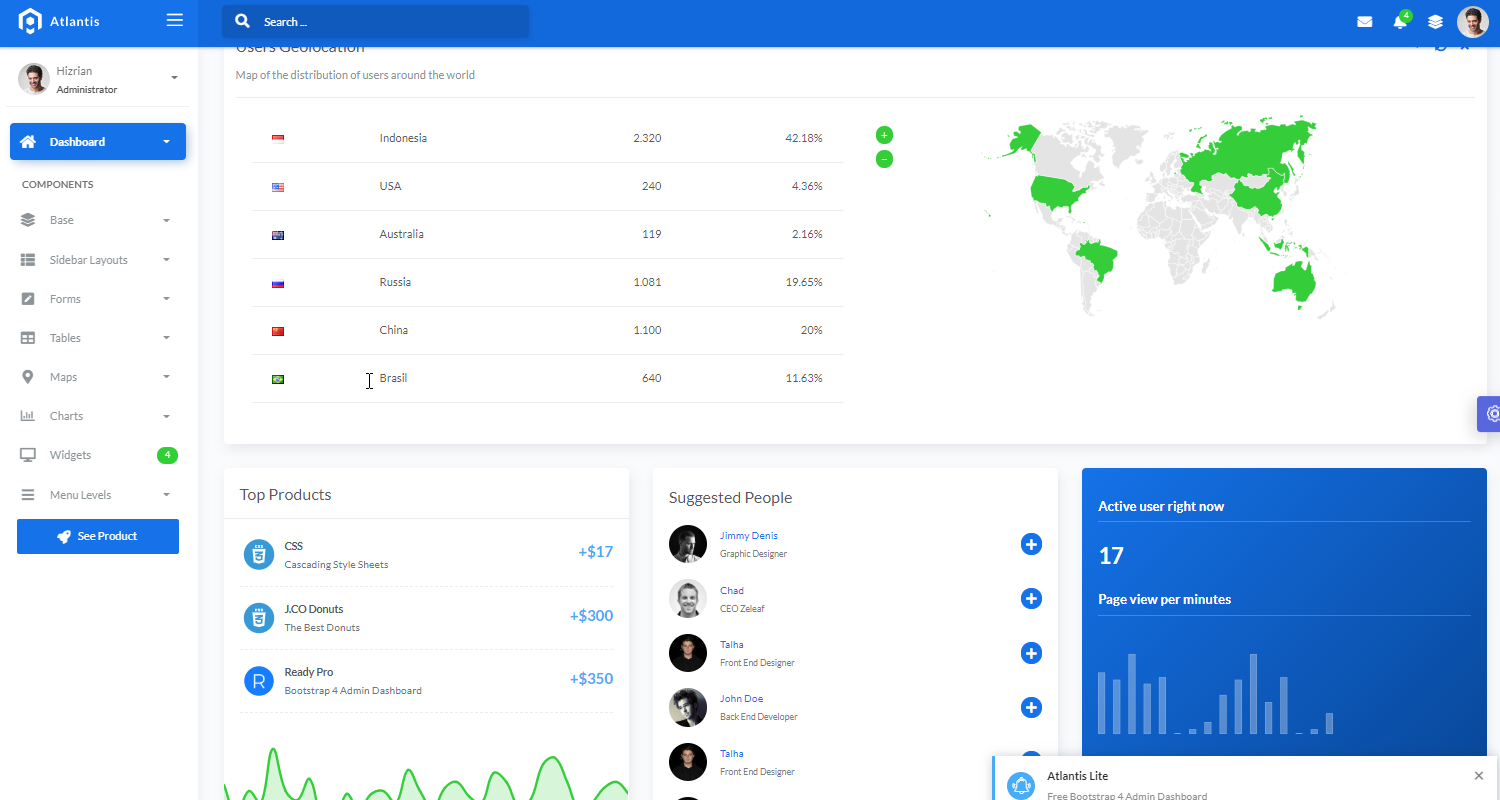 Atlantis
Search ...
4
Hizrian
Administrator
Dashboard
COMPONENTS
Base
Sidebar Layouts
Forms
Tables
Maps
Charts
Widgets 4
Menu Levels
See Product
Users Geolocation
Map of the distribution of users around the world
Indonesia 2.320 42.18%
USA 240 4.36%
Australia 119 2.16%
Russia 1.081 19.65%
China 1.100 20%
Brasil 640 11.63%
Top Products
CSS
Cascading Style Sheets
+$17
J.CO Donuts
The Best Donuts
+$300
R
Ready Pro
Bootstrap 4 Admin Dashboard
+$350
Suggested People
Jimmy Denis
Graphic Designer
Chad
CEO Zeleaf
Talha
Front End Designer
John Doe
Back End Developer
Talha
Front End Designer
Active user right now
17
Page view per minutes
Atlantis Lite
Free Bootstrap 4 Admin Dashboard